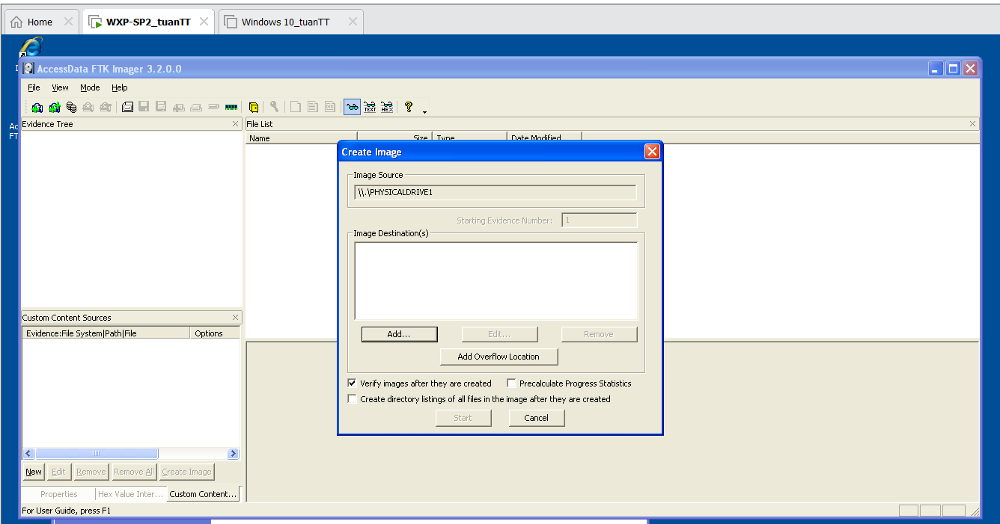 Home
WXP-SP2_tuanTT
Windows 10_tuanTT
AccessData FTK Imager 3.2.0.0
File View Mode Help
TEXT HEX
Evidence Tree
File List
Name Size Type Date Modified
Create Image
Image Source
\\.\PHYSICALDRIVE1
Starting Evidence Number: 1
Image Destination(s)
Add... Edit... Remove
Add Overflow Location
Verify images after they are created
Precalculate Progress Statistics
Create directory listings of all files in the image after they are created
Start Cancel
Custom Content Sources
Evidence:File System|Path|File Options
New Edit Remove Remove All Create Image
Properties Hex Value Inter... Custom Content...
For User Guide, press F1